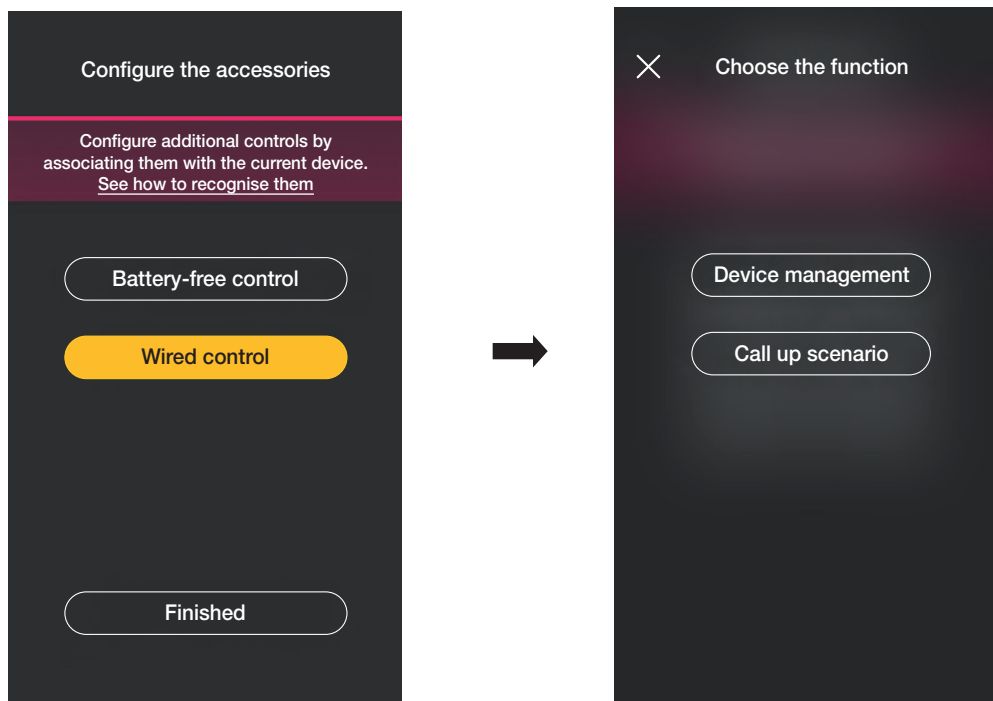 Configure the accessories
Configure additional controls by
associating them with the current device.
See how to recognise them
Battery-free control
Wired control
Finished
Choose the function
Device management
Call up scenario